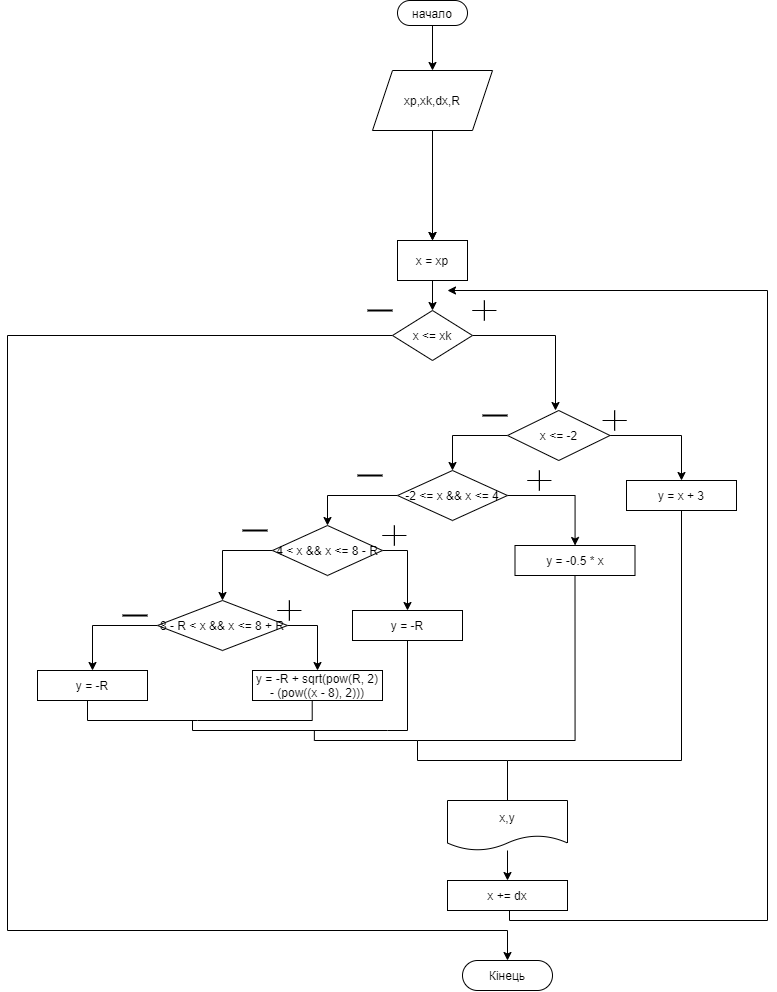 начало
xp,xk,dx,R
x = xp
x <= xk
x <= -2
-2 <= x && x <= 4
y = x + 3
4 < x && x <= 8 - R
y = -0.5 * x
8 - R < x && x <= 8 + R
y = -R
y = -R
y = -R + sqrt(pow(R, 2)
- (pow((x - 8), 2)))
x,y
x += dx
Кінець